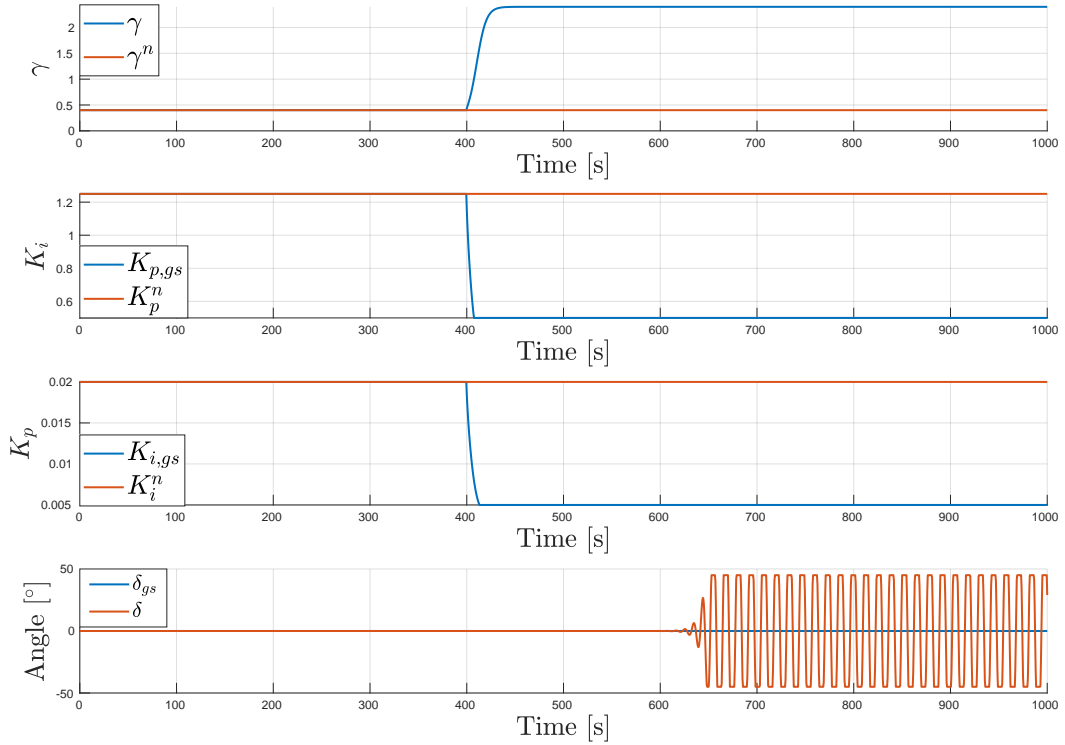 2
1.5
1
0.5
0
γ
γ
γⁿ
0 100 200 300 400 500 600 700 800 900 1000
Time [s]
1.2
1
0.8
0.6
K_i
K_{p,gs}
K_p^n
0 100 200 300 400 500 600 700 800 900 1000
Time [s]
0.02
0.015
0.01
0.005
K_p
K_{i,gs}
K_i^n
0 100 200 300 400 500 600 700 800 900 1000
Time [s]
50
0
-50
Angle [°]
δ_{gs}
δ
0 100 200 300 400 500 600 700 800 900 1000
Time [s]